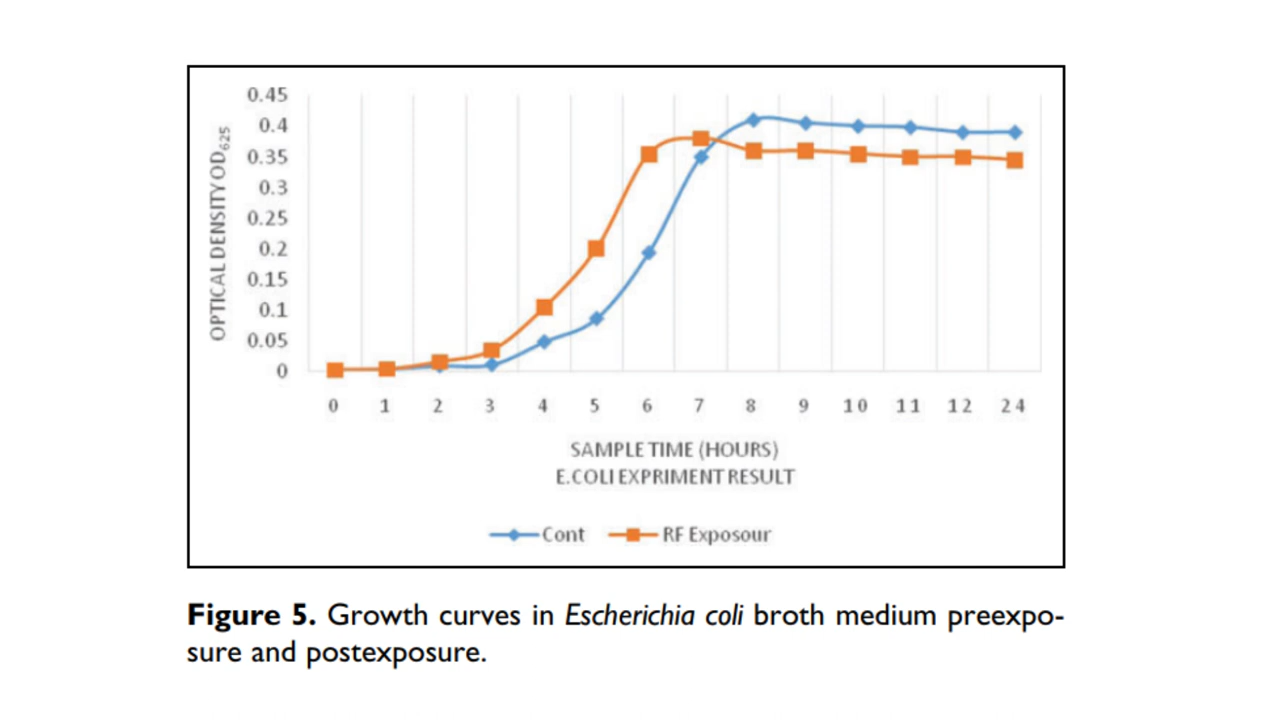 0.45
0.4
0.35
0.3
0.25
0.2
0.15
0.1
0.05
0
OPTICAL DENSITY OD625
0 1 2 3 4 5 6 7 8 9 10 11 12 24
SAMPLE TIME (HOURS)
E.COLI EXPRIMENT RESULT
Cont RF Exposour
Figure 5. Growth curves in Escherichia coli broth medium preexpo-
sure and postexposure.